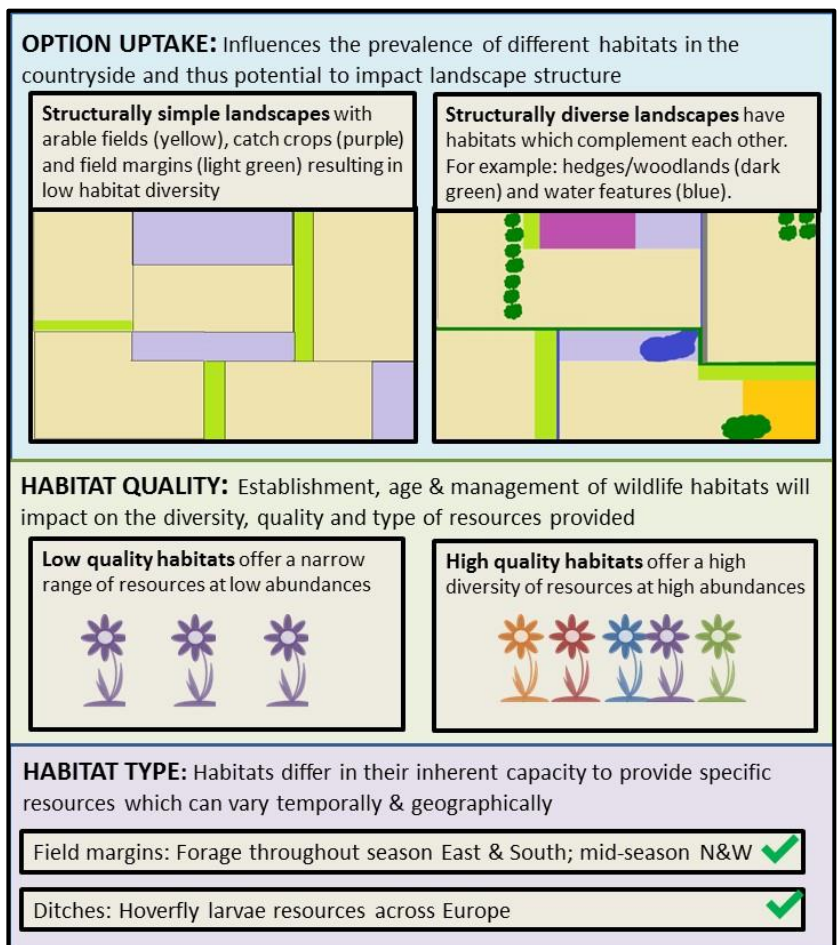 OPTION UPTAKE: Influences the prevalence of different habitats in the
countryside and thus potential to impact landscape structure
Structurally simple landscapes with
arable fields (yellow), catch crops (purple)
and field margins (light green) resulting in
low habitat diversity
Structurally diverse landscapes have
habitats which complement each other.
For example: hedges/woodlands (dark
green) and water features (blue).
HABITAT QUALITY: Establishment, age & management of wildlife habitats will
impact on the diversity, quality and type of resources provided
Low quality habitats offer a narrow
range of resources at low abundances
High quality habitats offer a high
diversity of resources at high abundances
HABITAT TYPE: Habitats differ in their inherent capacity to provide specific
resources which can vary temporally & geographically
Field margins: Forage throughout season East & South; mid-season N&W
Ditches: Hoverfly larvae resources across Europe